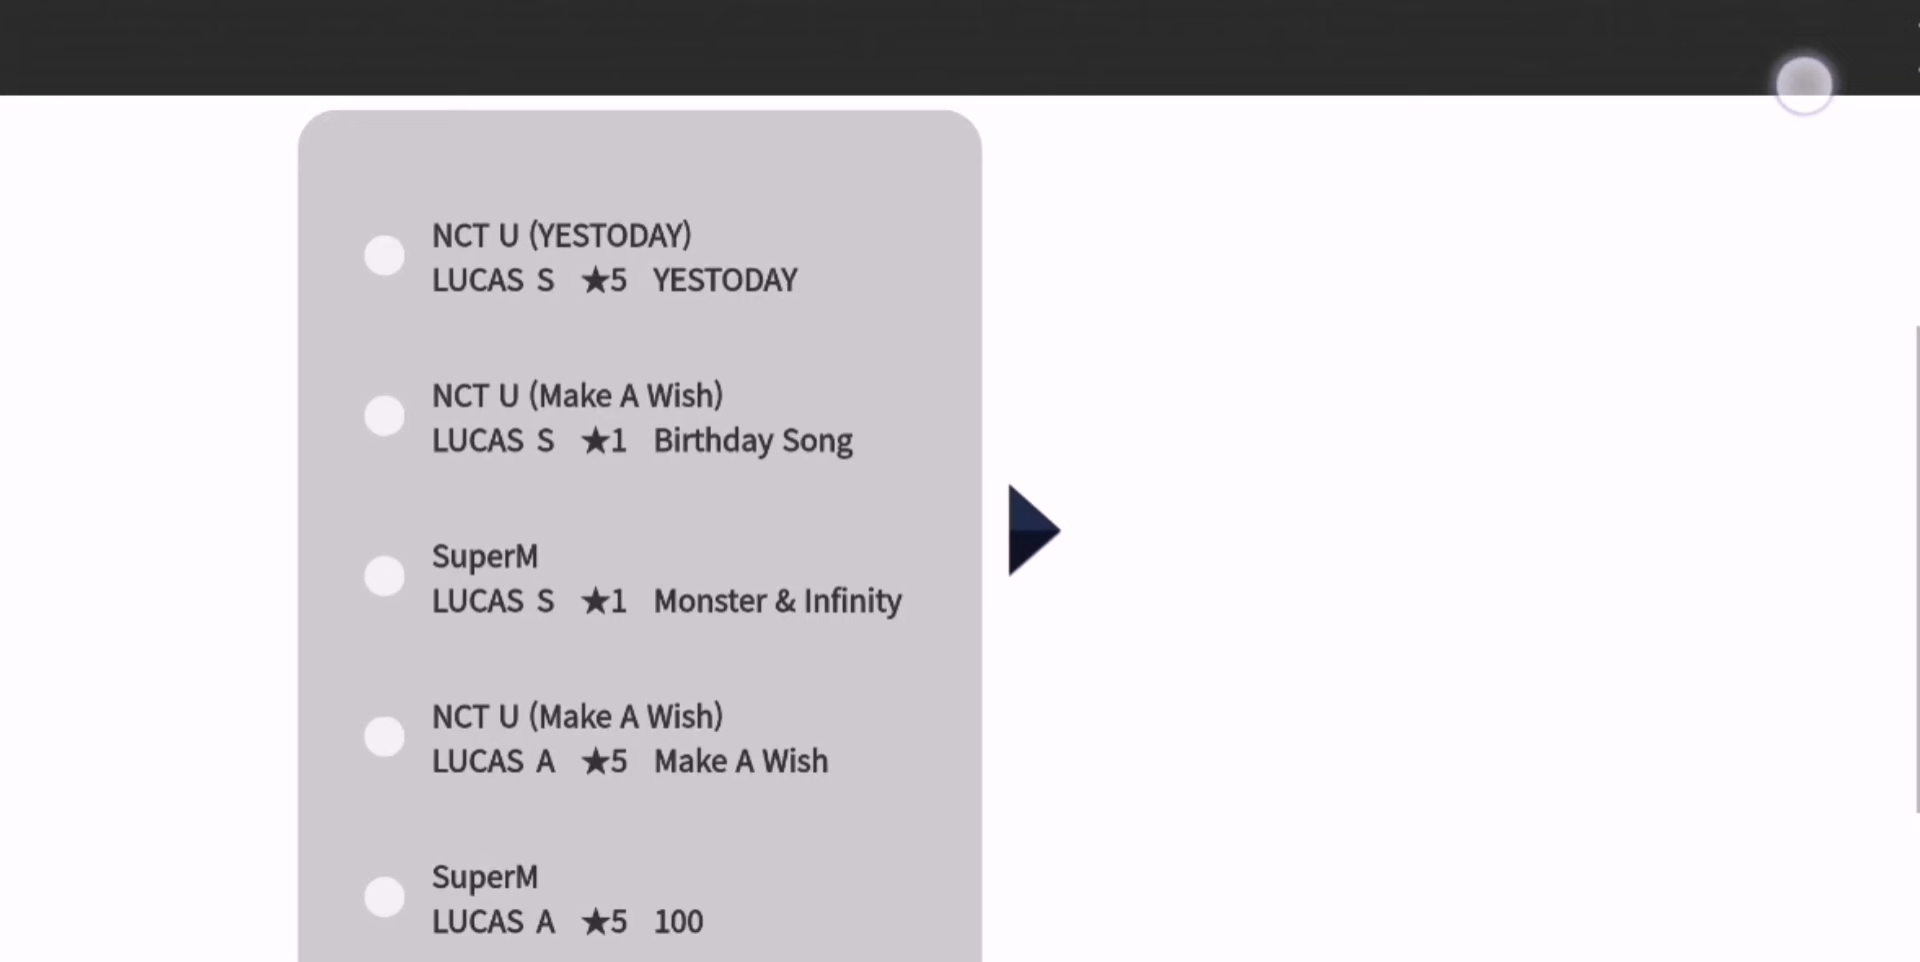 NCT U (YESTODAY)
LUCAS S ★5 YESTODAY
NCT U (Make A Wish)
LUCAS S ★1 Birthday Song
SuperM
LUCAS S ★1 Monster & Infinity
NCT U (Make A Wish)
LUCAS A ★5 Make A Wish
SuperM
LUCAS A ★5 100